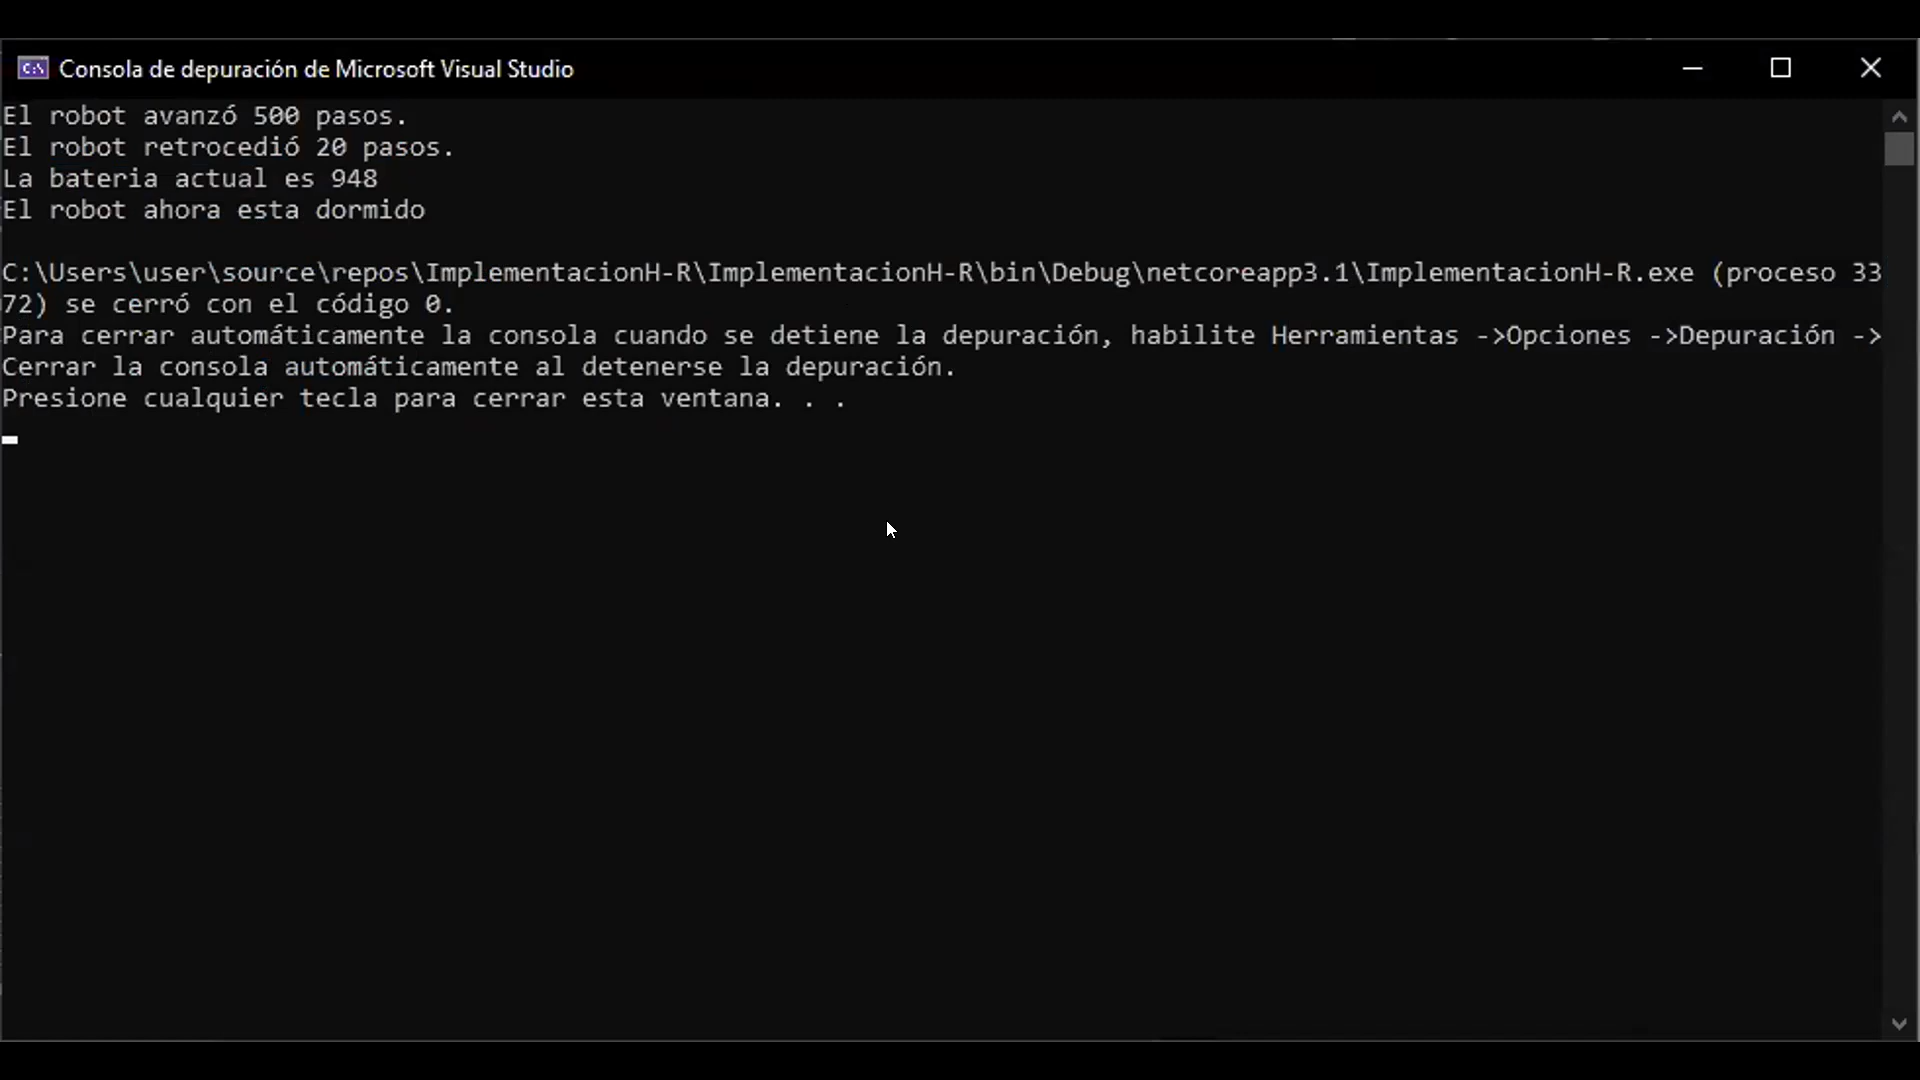 Consola de depuración de Microsoft Visual Studio
El robot avanzó 500 pasos.
El robot retrocedió 20 pasos.
La bateria actual es 948
El robot ahora esta dormido
C:\Users\user\source\repos\ImplementacionH-R\ImplementacionH-R\bin\Debug\netcoreapp3.1\ImplementacionH-R.exe (proceso 33
72) se cerró con el código 0.
Para cerrar automáticamente la consola cuando se detiene la depuración, habilite Herramientas ->Opciones ->Depuración ->
Cerrar la consola automáticamente al detenerse la depuración.
Presione cualquier tecla para cerrar esta ventana. . .